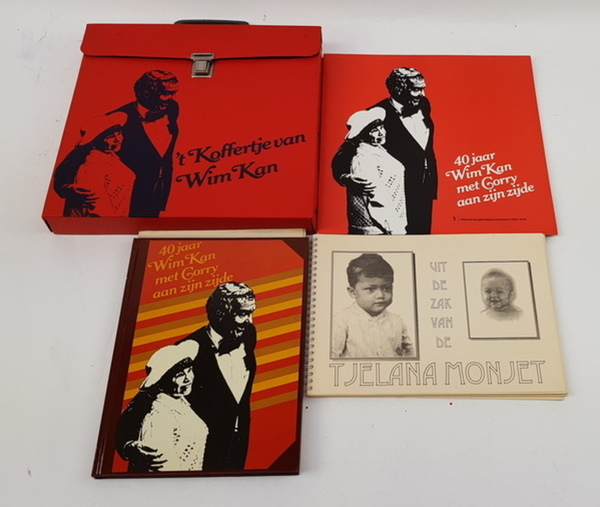 't Koffertje van
Wim Kan
40 jaar
Wim Kan
met Corry
aan zijn zijde
1
40 jaar
Wim Kan
met Corry
aan zijn zijde
UIT
DE
ZAK
VAN
DE
TJELANA MONJET